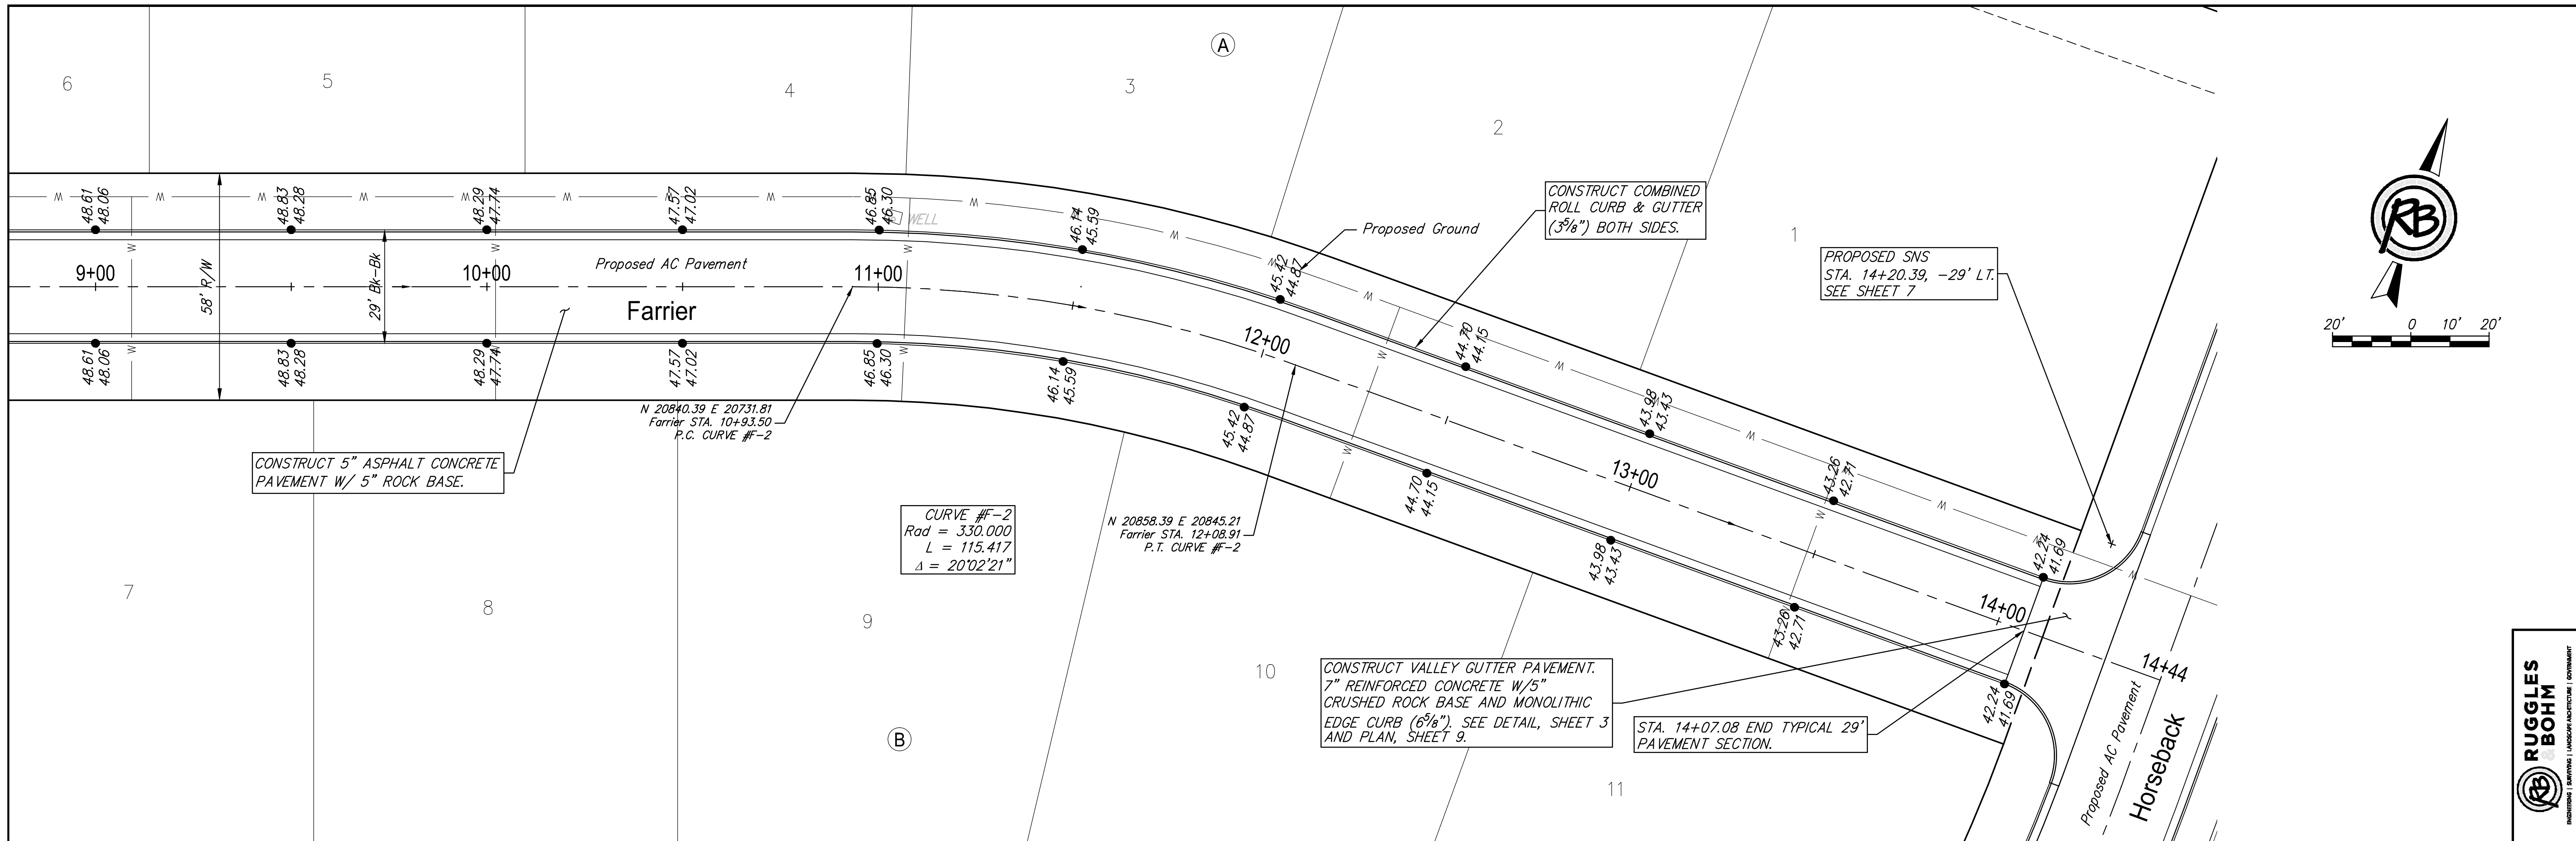 6
5
4
3
A
2
1
48.61
48.06
48.83
48.28
48.29
47.74
47.57
47.02
46.85
46.30
WELL
46.14
45.59
45.42
44.87
44.70
44.15
43.98
43.43
43.26
42.71
42.24
41.69
Proposed Ground
CONSTRUCT COMBINED
ROLL CURB & GUTTER
(3⅝") BOTH SIDES.
PROPOSED SNS
STA. 14+20.39, -29' LT.
SEE SHEET 7
20' 0 10' 20'
RB
9+00
58' R/W
29' Bk-Bk
10+00
Proposed AC Pavement
Farrier
11+00
12+00
13+00
14+00
14+44
48.61
48.06
48.83
48.28
48.29
47.74
47.57
47.02
46.85
46.30
46.14
45.59
45.42
44.87
44.70
44.15
43.98
43.43
43.26
42.71
42.24
41.69
N 20840.39 E 20731.81
Farrier STA. 10+93.50
P.C. CURVE #F-2
CONSTRUCT 5" ASPHALT CONCRETE
PAVEMENT W/ 5" ROCK BASE.
CURVE #F-2
Rad = 330.000
L = 115.417
Δ = 20°02'21"
N 20858.39 E 20845.21
Farrier STA. 12+08.91
P.T. CURVE #F-2
7
8
9
10
11
B
CONSTRUCT VALLEY GUTTER PAVEMENT.
7" REINFORCED CONCRETE W/5"
CRUSHED ROCK BASE AND MONOLITHIC
EDGE CURB (6⅝"). SEE DETAIL, SHEET 3
AND PLAN, SHEET 9.
STA. 14+07.08 END TYPICAL 29'
PAVEMENT SECTION.
Proposed AC Pavement
Horseback
RB
RUGGLES
& BOHM
ENGINEERING | SURVEYING | LANDSCAPE ARCHITECTURE | GOVERNMENT